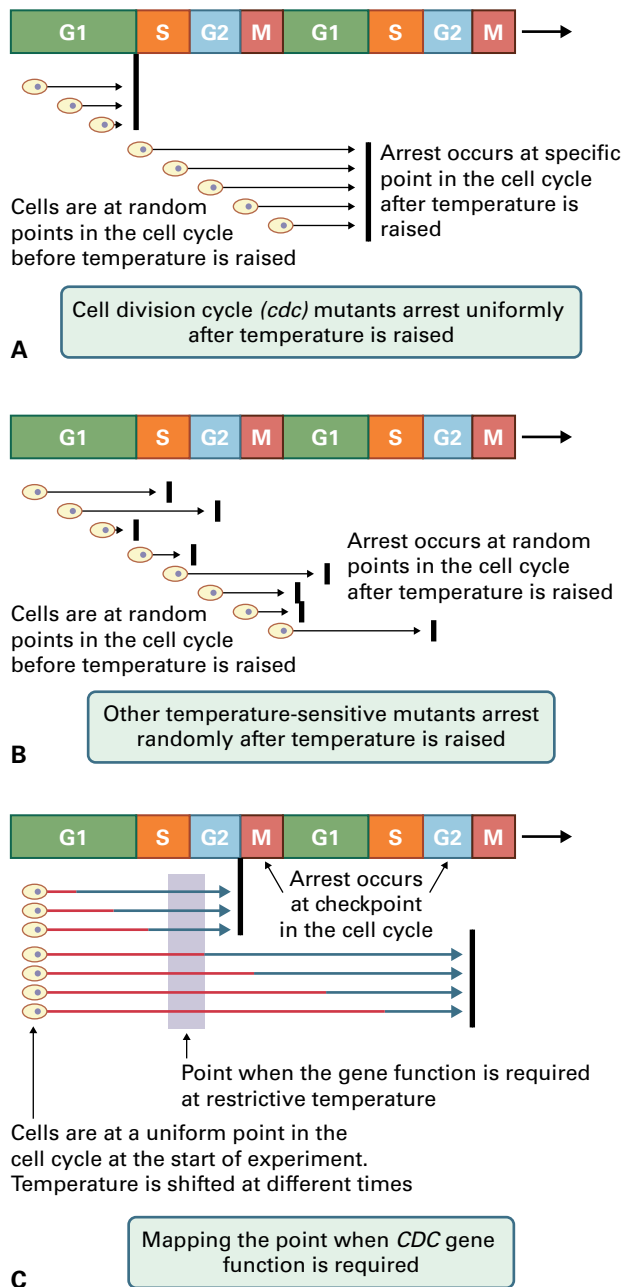 G1 S G2 M G1 S G2 M
Arrest occurs at specific
point in the cell cycle
after temperature is
raised
Cells are at random
points in the cell cycle
before temperature is raised
Cell division cycle (cdc) mutants arrest uniformly
after temperature is raised
A
G1 S G2 M G1 S G2 M
Arrest occurs at random
points in the cell cycle
after temperature is raised
Cells are at random
points in the cell cycle
before temperature is raised
Other temperature-sensitive mutants arrest
randomly after temperature is raised
B
G1 S G2 M G1 S G2 M
Arrest occurs
at checkpoint
in the cell cycle
Point when the gene function is required
at restrictive temperature
Cells are at a uniform point in the
cell cycle at the start of experiment.
Temperature is shifted at different times
Mapping the point when CDC gene
function is required
C